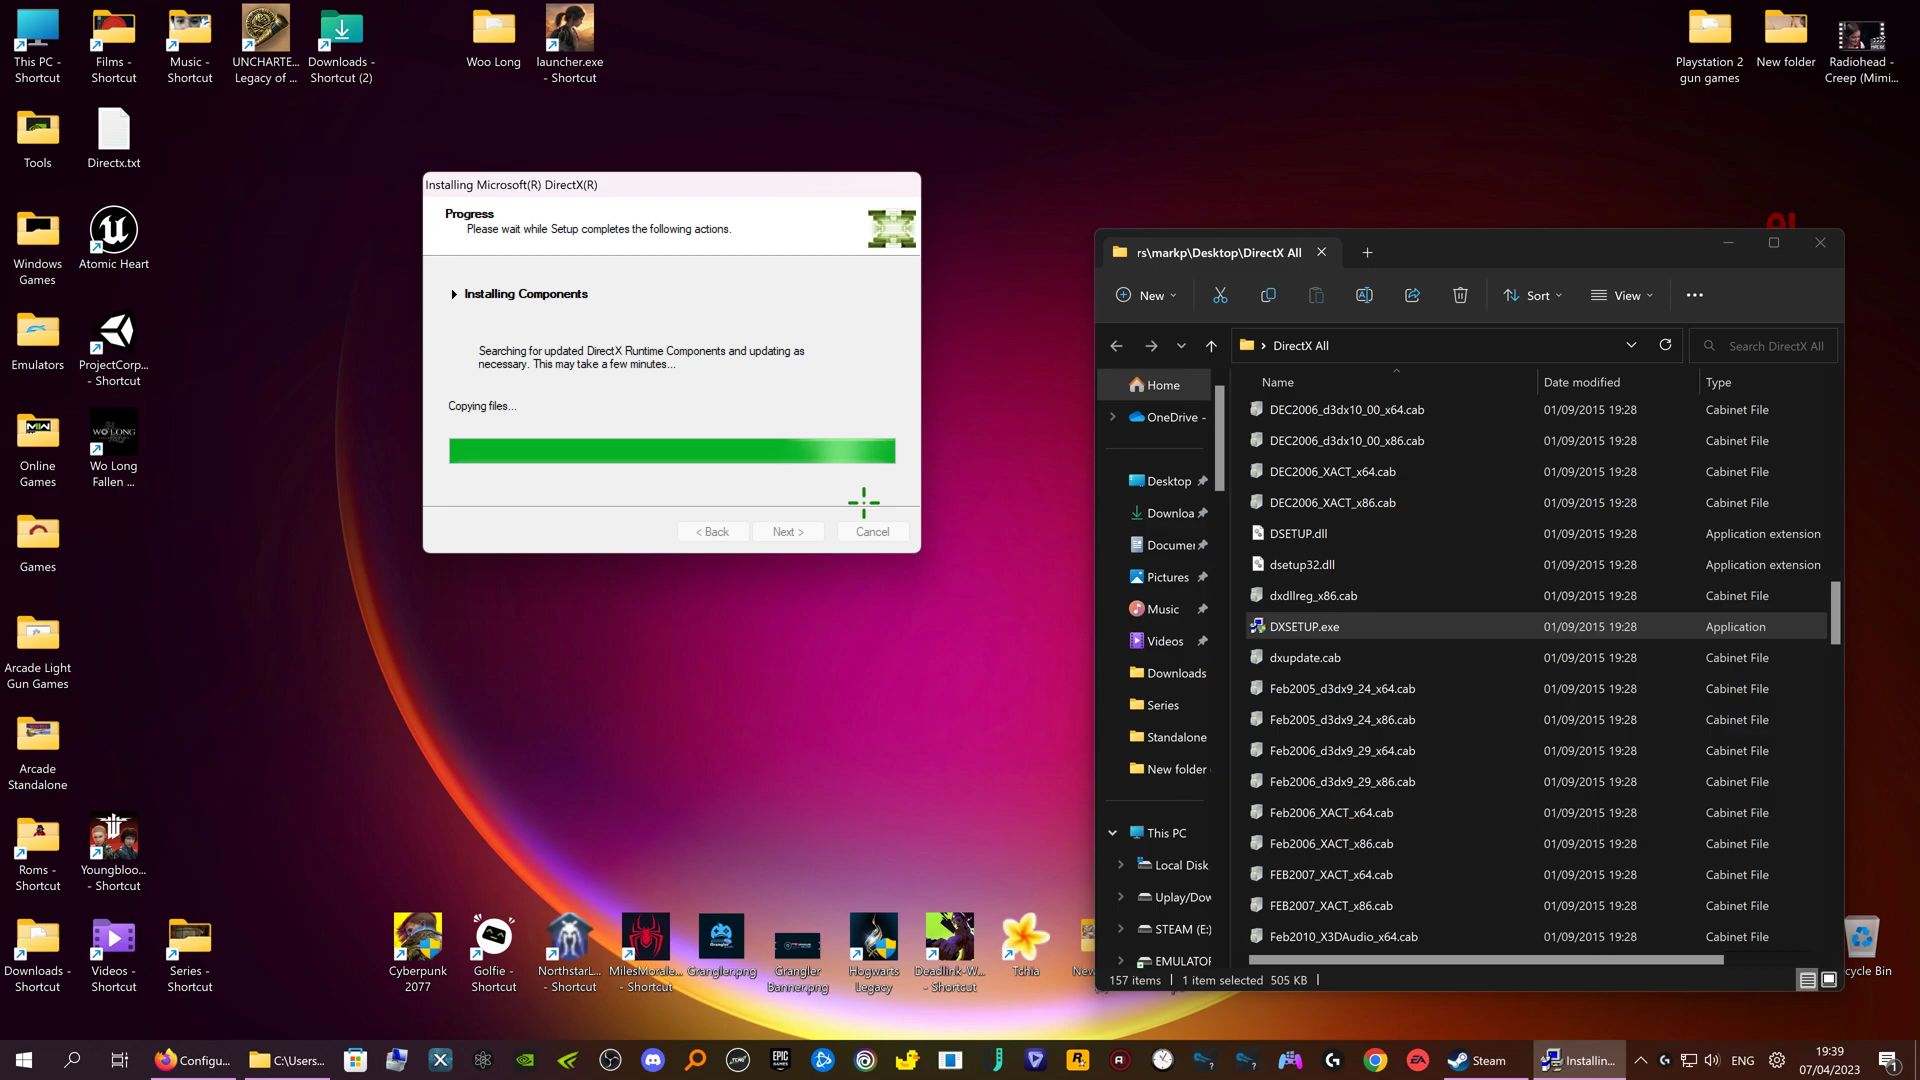 This PC -
Shortcut
Films -
Shortcut
Music -
Shortcut
UNCHARTE...
Legacy of ...
Downloads -
Shortcut (2)
Woo Long
launcher.exe
- Shortcut
Playstation 2
gun games
New folder
Radiohead -
Creep (Mimi...
Tools
Directx.txt
Windows
Games
Atomic Heart
Emulators
ProjectCorp...
- Shortcut
Online
Games
WO LONG
Wo Long
Fallen ...
Games
Arcade Light
Gun Games
Arcade
Standalone
Roms -
Shortcut
Youngbloo...
- Shortcut
Downloads -
Shortcut
Videos -
Shortcut
Series -
Shortcut
Cyberpunk
2077
Golfie -
Shortcut
NorthstarL...
- Shortcut
MilesMorale...
- Shortcut
Grangler.png
Grangler
Banner.png
Hogwarts
Legacy
Deadlink-W...
- Shortcut
Tchia
cycle Bin
Installing Microsoft(R) DirectX(R)
Progress
Please wait while Setup completes the following actions.
Installing Components
Searching for updated DirectX Runtime Components and updating as
necessary. This may take a few minutes...
Copying files...
< Back
Next >
Cancel
rs\markp\Desktop\DirectX All
New
Sort
View
DirectX All
Search DirectX All
Home
OneDrive -
Desktop
Downloa
Documer
Pictures
Music
Videos
Downloads
Series
Standalone
New folder
This PC
Local Disk
Uplay/Dow
STEAM (E:)
EMULATOR
Name Date modified Type
DEC2006_d3dx10_00_x64.cab 01/09/2015 19:28 Cabinet File
DEC2006_d3dx10_00_x86.cab 01/09/2015 19:28 Cabinet File
DEC2006_XACT_x64.cab 01/09/2015 19:28 Cabinet File
DEC2006_XACT_x86.cab 01/09/2015 19:28 Cabinet File
DSETUP.dll 01/09/2015 19:28 Application extension
dsetup32.dll 01/09/2015 19:28 Application extension
dxdllreg_x86.cab 01/09/2015 19:28 Cabinet File
DXSETUP.exe 01/09/2015 19:28 Application
dxupdate.cab 01/09/2015 19:28 Cabinet File
Feb2005_d3dx9_24_x64.cab 01/09/2015 19:28 Cabinet File
Feb2005_d3dx9_24_x86.cab 01/09/2015 19:28 Cabinet File
Feb2006_d3dx9_29_x64.cab 01/09/2015 19:28 Cabinet File
Feb2006_d3dx9_29_x86.cab 01/09/2015 19:28 Cabinet File
Feb2006_XACT_x64.cab 01/09/2015 19:28 Cabinet File
Feb2006_XACT_x86.cab 01/09/2015 19:28 Cabinet File
FEB2007_XACT_x64.cab 01/09/2015 19:28 Cabinet File
FEB2007_XACT_x86.cab 01/09/2015 19:28 Cabinet File
Feb2010_X3DAudio_x64.cab 01/09/2015 19:28 Cabinet File
157 items 1 item selected 505 KB
Configu...
C:\Users...
EPIC
GAMES
EA
Steam
Installin...
ENG
19:39
07/04/2023
1